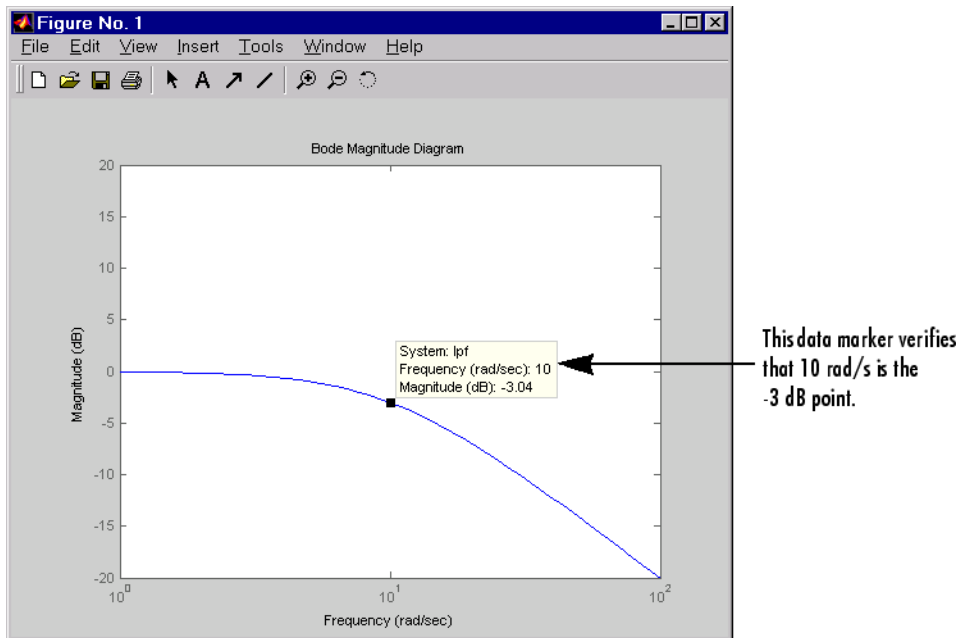 Figure No. 1
File Edit View Insert Tools Window Help
A
Bode Magnitude Diagram
20
15
10
5
0
-5
-10
-15
-20
Magnitude (dB)
System: lpf
Frequency (rad/sec): 10
Magnitude (dB): -3.04
10^0
10^1
10^2
Frequency (rad/sec)
This data marker verifies
that 10 rad/s is the
-3 dB point.